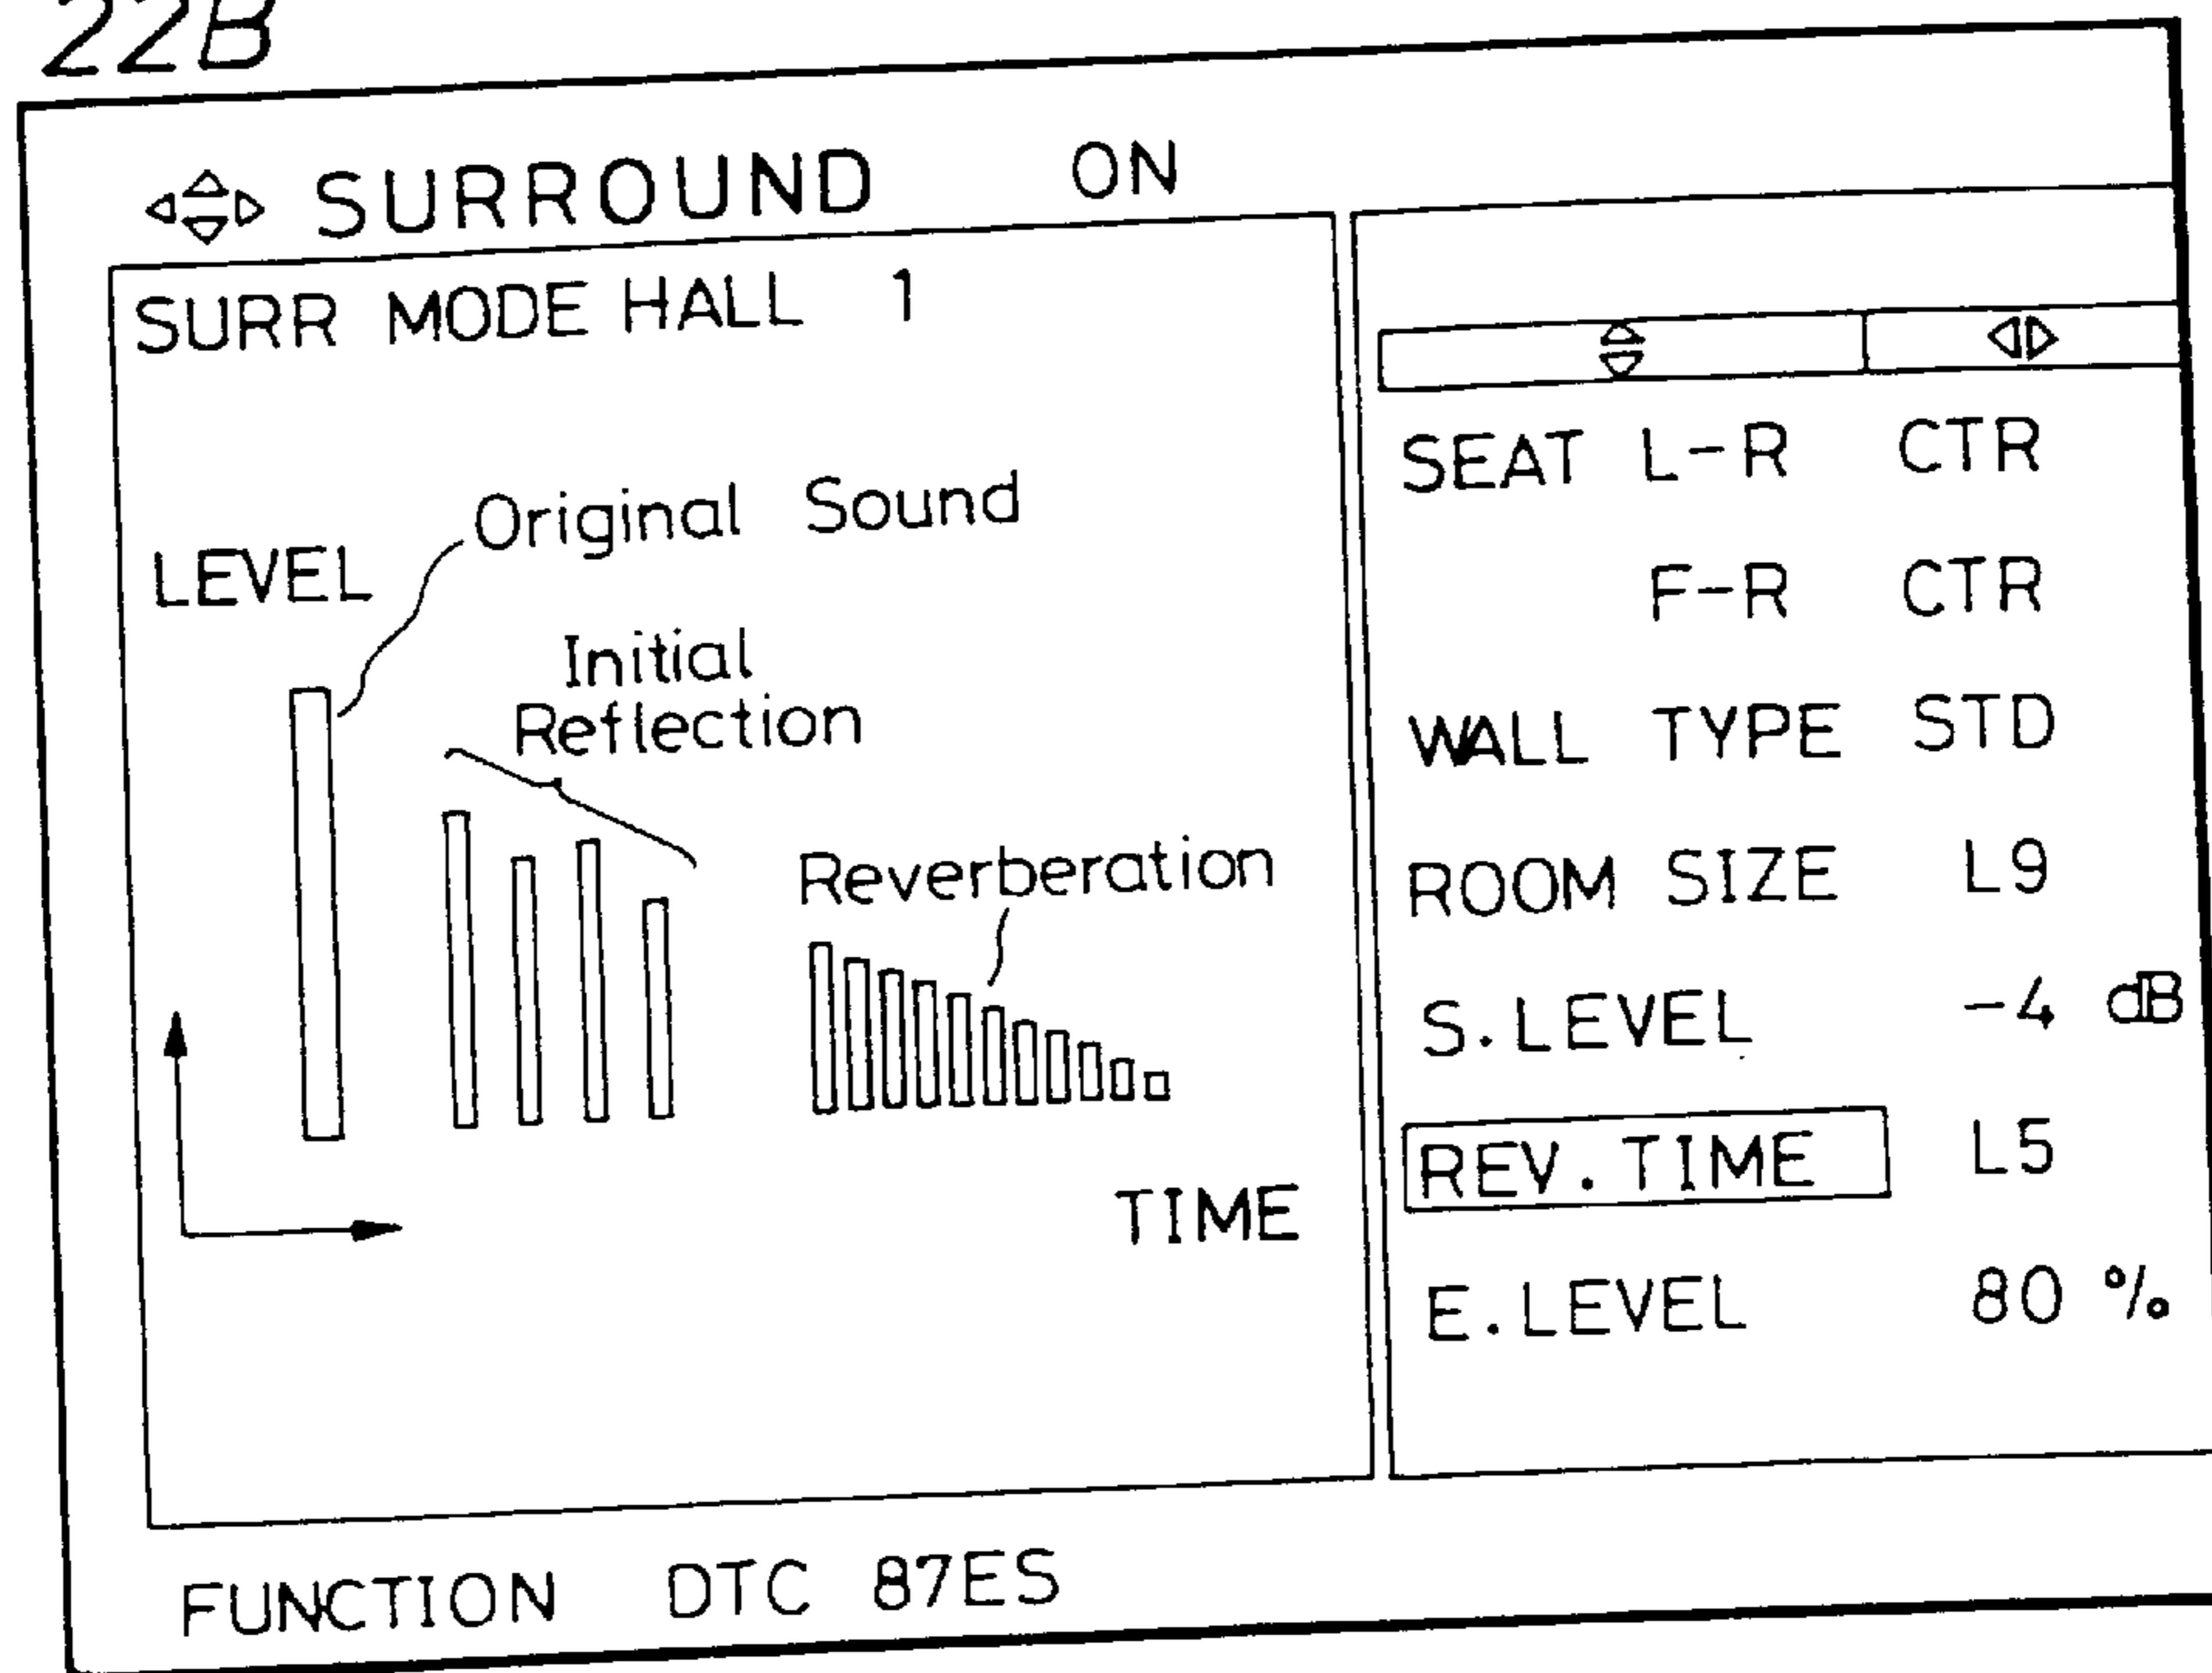 22B
SURROUND ON
SURR MODE HALL 1
LEVEL
Original Sound
Initial
Reflection
Reverberation
TIME
SEAT L-R CTR
F-R CTR
WALL TYPE STD
ROOM SIZE L9
S.LEVEL -4 dB
REV.TIME L5
E.LEVEL 80 %
FUNCTION DTC 87ES